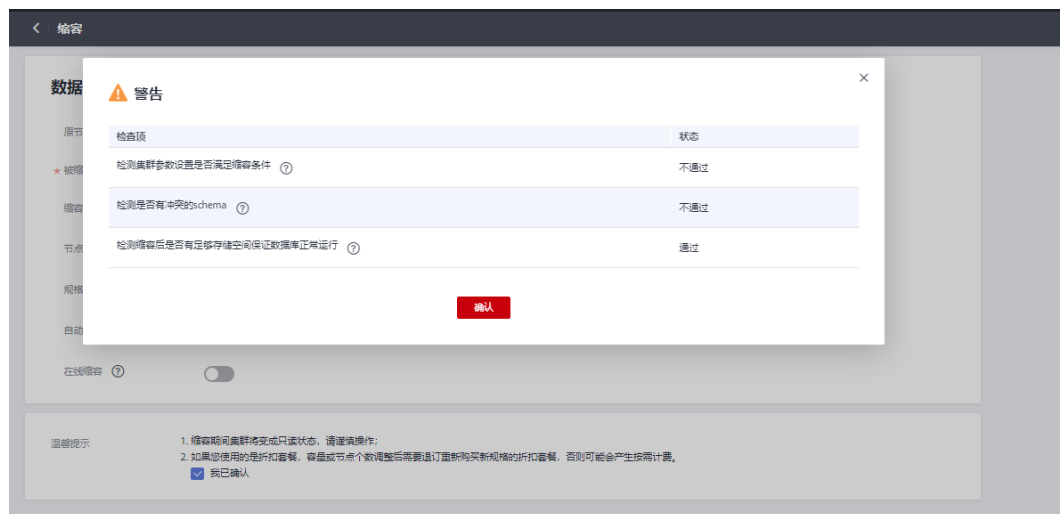 缩容
数据
警告
原节
检查项 状态
检测集群参数设置是否满足缩容条件 不通过
* 被缩
检测是否有冲突的schema 不通过
缩容
检测缩容后是否有足够存储空间保证数据库正常运行 通过
节点
规格
确认
自动
在线缩容
温馨提示
1. 缩容期间集群将变成只读状态，请谨慎操作；
2. 如果您使用的是折扣套餐，容量或节点个数调整后需要退订重新购买新规格的折扣套餐，否则可能会产生按需计费。
我已确认